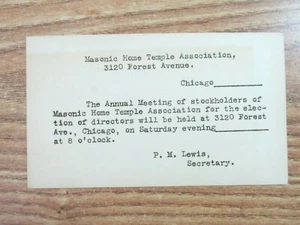 Masonic Home Temple Association,
3120 Forest Avenue.
Chicago___________
The Annual Meeting of stockholders of
Masonic Home Temple Association for the elec-
tion of directors will be held at 3120 Forest
Ave., Chicago, on Saturday evening____________
at 8 o'clock.
P. M. Lewis,
Secretary.